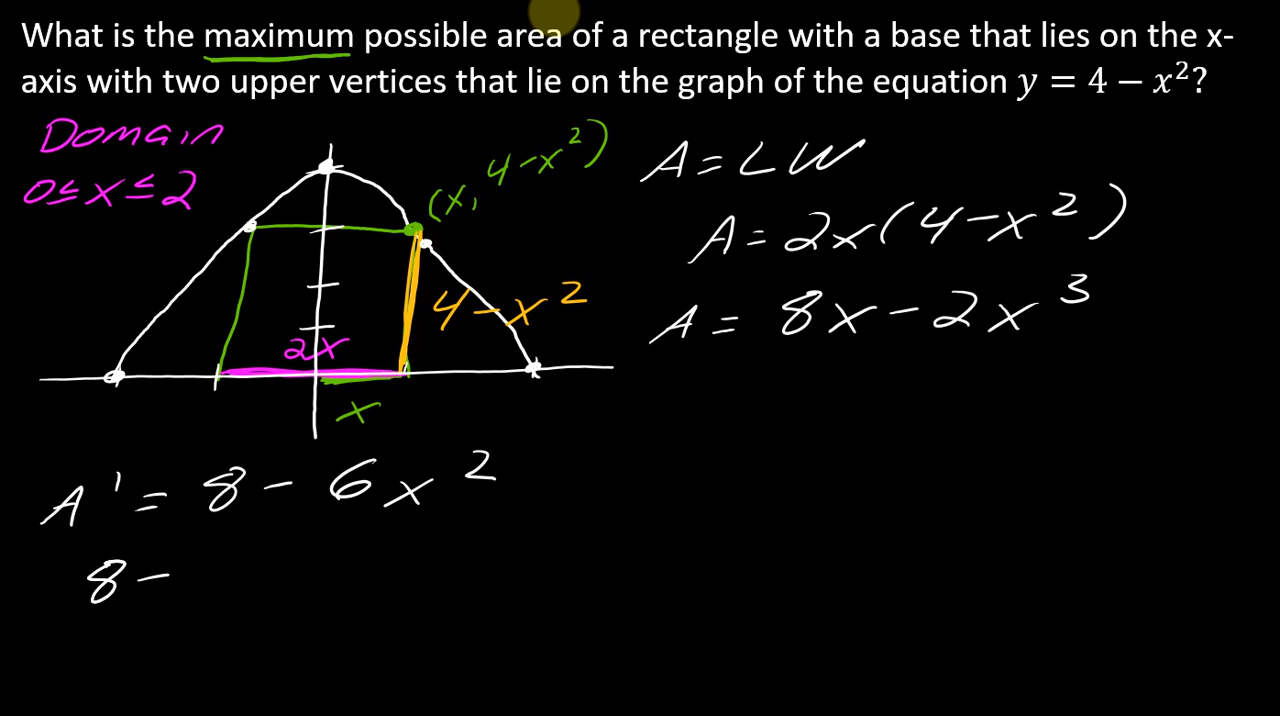 What is the maximum possible area of a rectangle with a base that lies on the x-
axis with two upper vertices that lie on the graph of the equation y = 4 − x²?
Domain
0≤x≤2
(x, 4-x²)
4-x²
2x
x
A=LW
A=2x(4-x²)
A= 8x-2x³
A'= 8- 6x²
8-